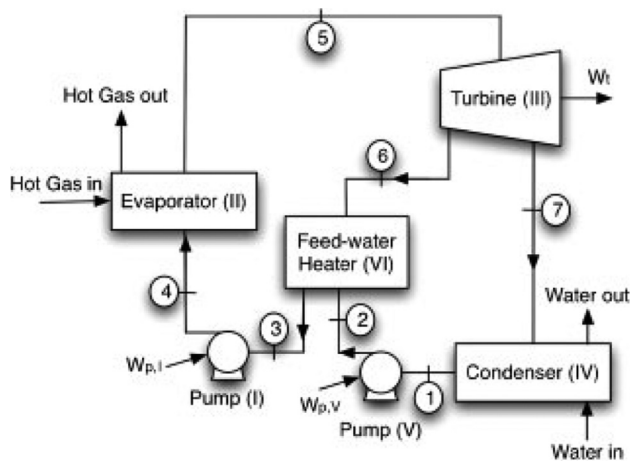 5
Hot Gas out
Turbine (III)
Wt
6
Hot Gas in
Evaporator (II)
7
Feed-water
Heater (VI)
4
3
2
Water out
Wp,I
Pump (I)
Wp,V
Pump (V)
1
Condenser (IV)
Water in